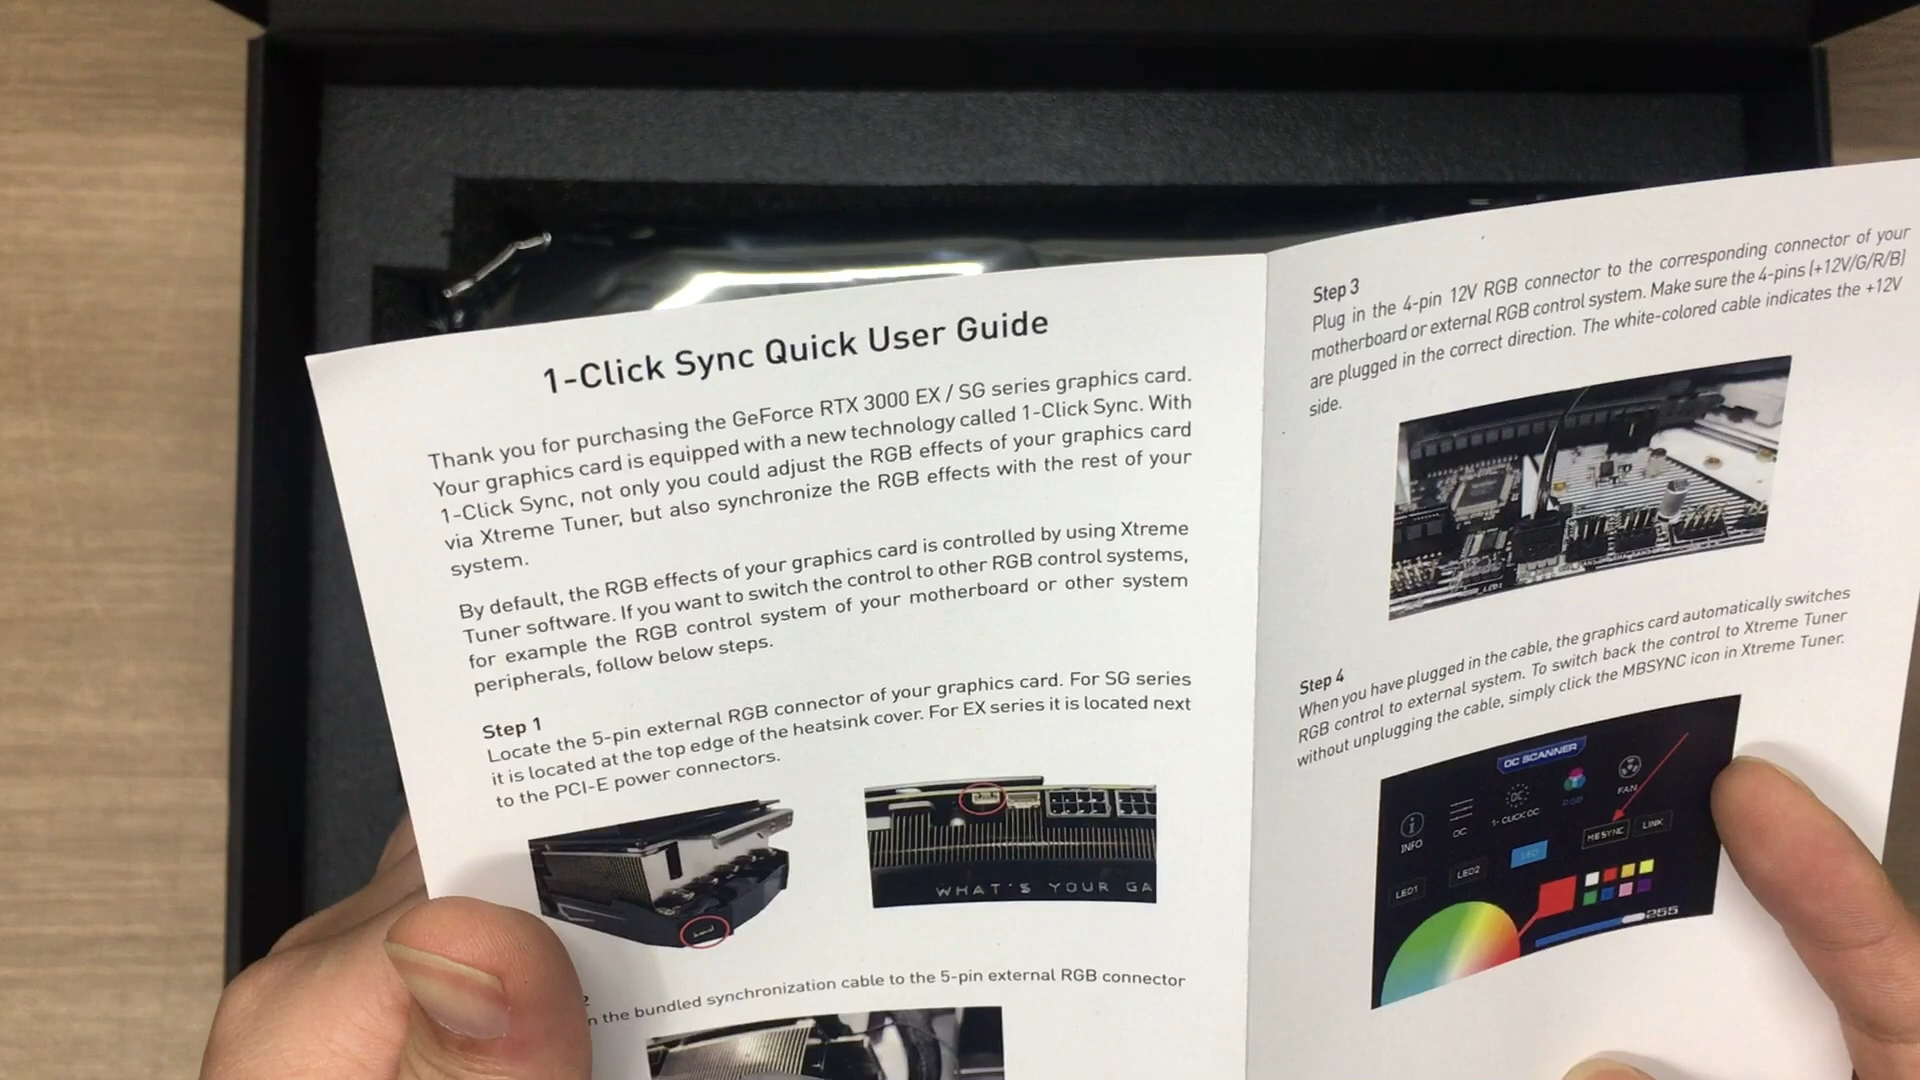 1-Click Sync Quick User Guide
Thank you for purchasing the GeForce RTX 3000 EX / SG series graphics card.
Your graphics card is equipped with a new technology called 1-Click Sync. With
1-Click Sync, not only you could adjust the RGB effects of your graphics card
via Xtreme Tuner, but also synchronize the RGB effects with the rest of your
system.
By default, the RGB effects of your graphics card is controlled by using Xtreme
Tuner software. If you want to switch the control to other RGB control systems,
for example the RGB control system of your motherboard or other system
peripherals, follow below steps.
Step 1
Locate the 5-pin external RGB connector of your graphics card. For SG series
it is located at the top edge of the heatsink cover. For EX series it is located next
to the PCI-E power connectors.
WHAT'S YOUR GA
the bundled synchronization cable to the 5-pin external RGB connector
Step 3
Plug in the 4-pin 12V RGB connector to the corresponding connector of your
motherboard or external RGB control system. Make sure the 4-pins (+12V/G/R/B)
are plugged in the correct direction. The white-colored cable indicates the +12V
side.
Step 4
When you have plugged in the cable, the graphics card automatically switches
RGB control to external system. To switch back the control to Xtreme Tuner
without unplugging the cable, simply click the MBSYNC icon in Xtreme Tuner.
OC SCANNER
INFO
OC
1-CLICK OC
RGB
FAN
LED1
LED2
LED
MBSYNC
LINK
255